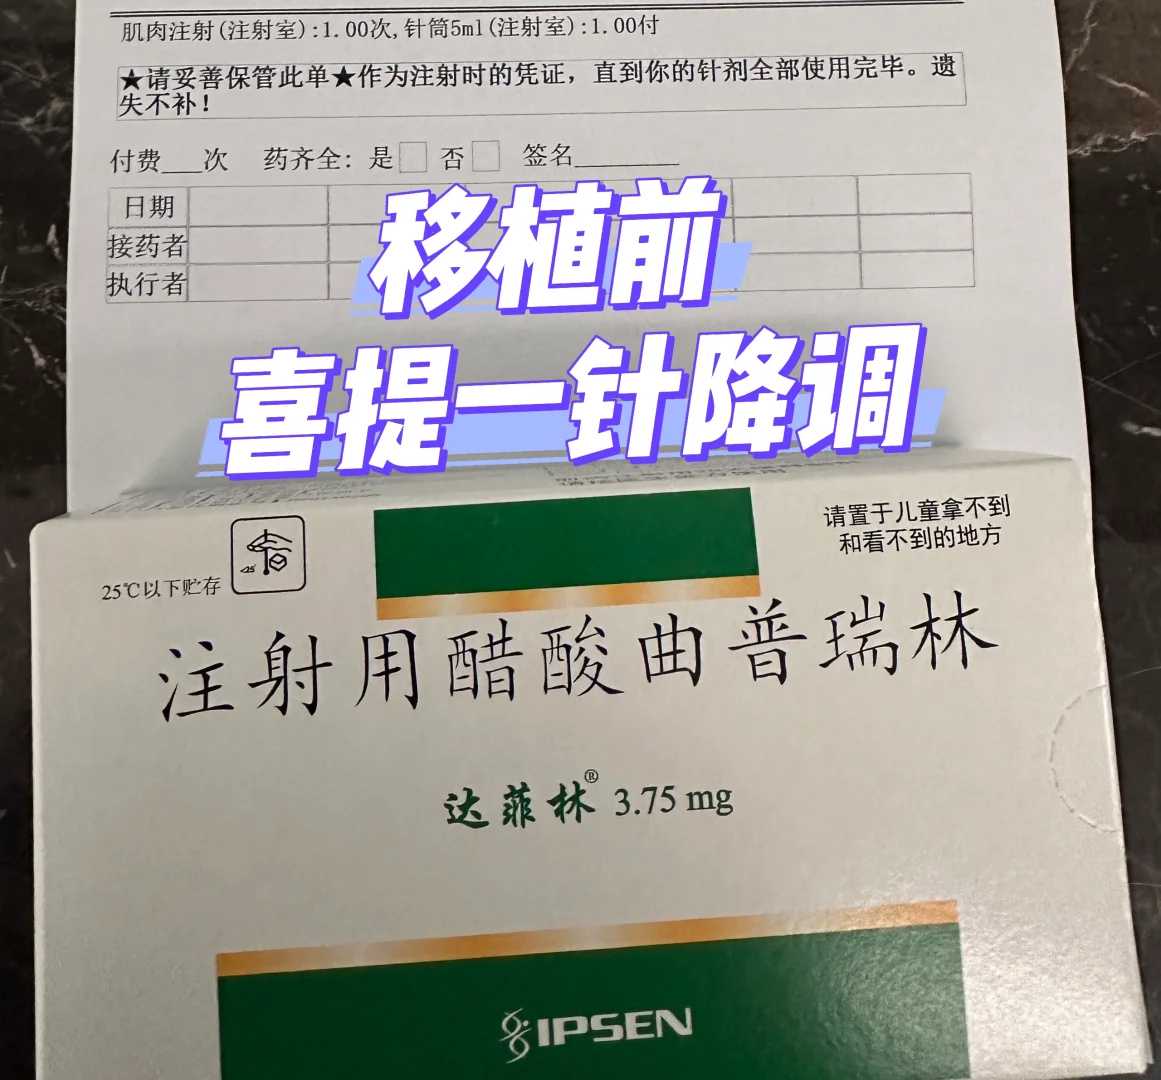 肌肉注射(注射室):1.00次,针筒5ml(注射室):1.00付
★请妥善保管此单★作为注射时的凭证，直到你的针剂全部使用完毕。遗
失不补！
付费___次 药齐全：是□ 否□ 签名________
日期
接药者
执行者
移植前
喜提一针降调
请置于儿童拿不到
和看不到的地方
25℃以下贮存
注射用醋酸曲普瑞林
达菲林® 3.75 mg
IPSEN